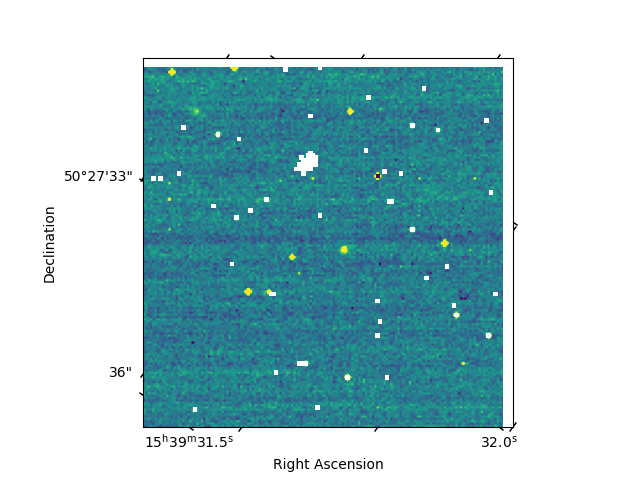 50°27'33"
Declination
36"
15ʰ39ᵐ31.5ˢ
32.0ˢ
Right Ascension